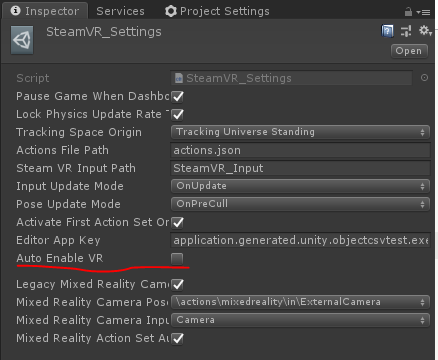 Inspector Services Project Settings
SteamVR_Settings
Open
Script SteamVR_Settings
Pause Game When Dashbo
Lock Physics Update Rate T
Tracking Space Origin Tracking Universe Standing
Actions File Path actions.json
Steam VR Input Path SteamVR_Input
Input Update Mode OnUpdate
Pose Update Mode OnPreCull
Activate First Action Set On
Editor App Key application.generated.unity.objectcsvtest.exe
Auto Enable VR
Legacy Mixed Reality Came
Mixed Reality Camera Pose \actions\mixedreality\in\ExternalCamera
Mixed Reality Camera Inpu Camera
Mixed Reality Action Set Au